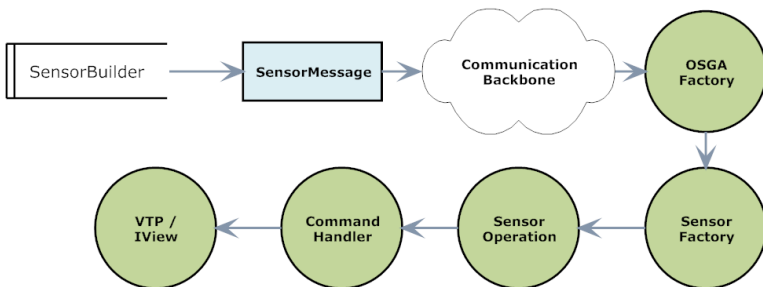 SensorBuilder
SensorMessage
Communication
Backbone
OSGA
Factory
VTP /
IView
Command
Handler
Sensor
Operation
Sensor
Factory